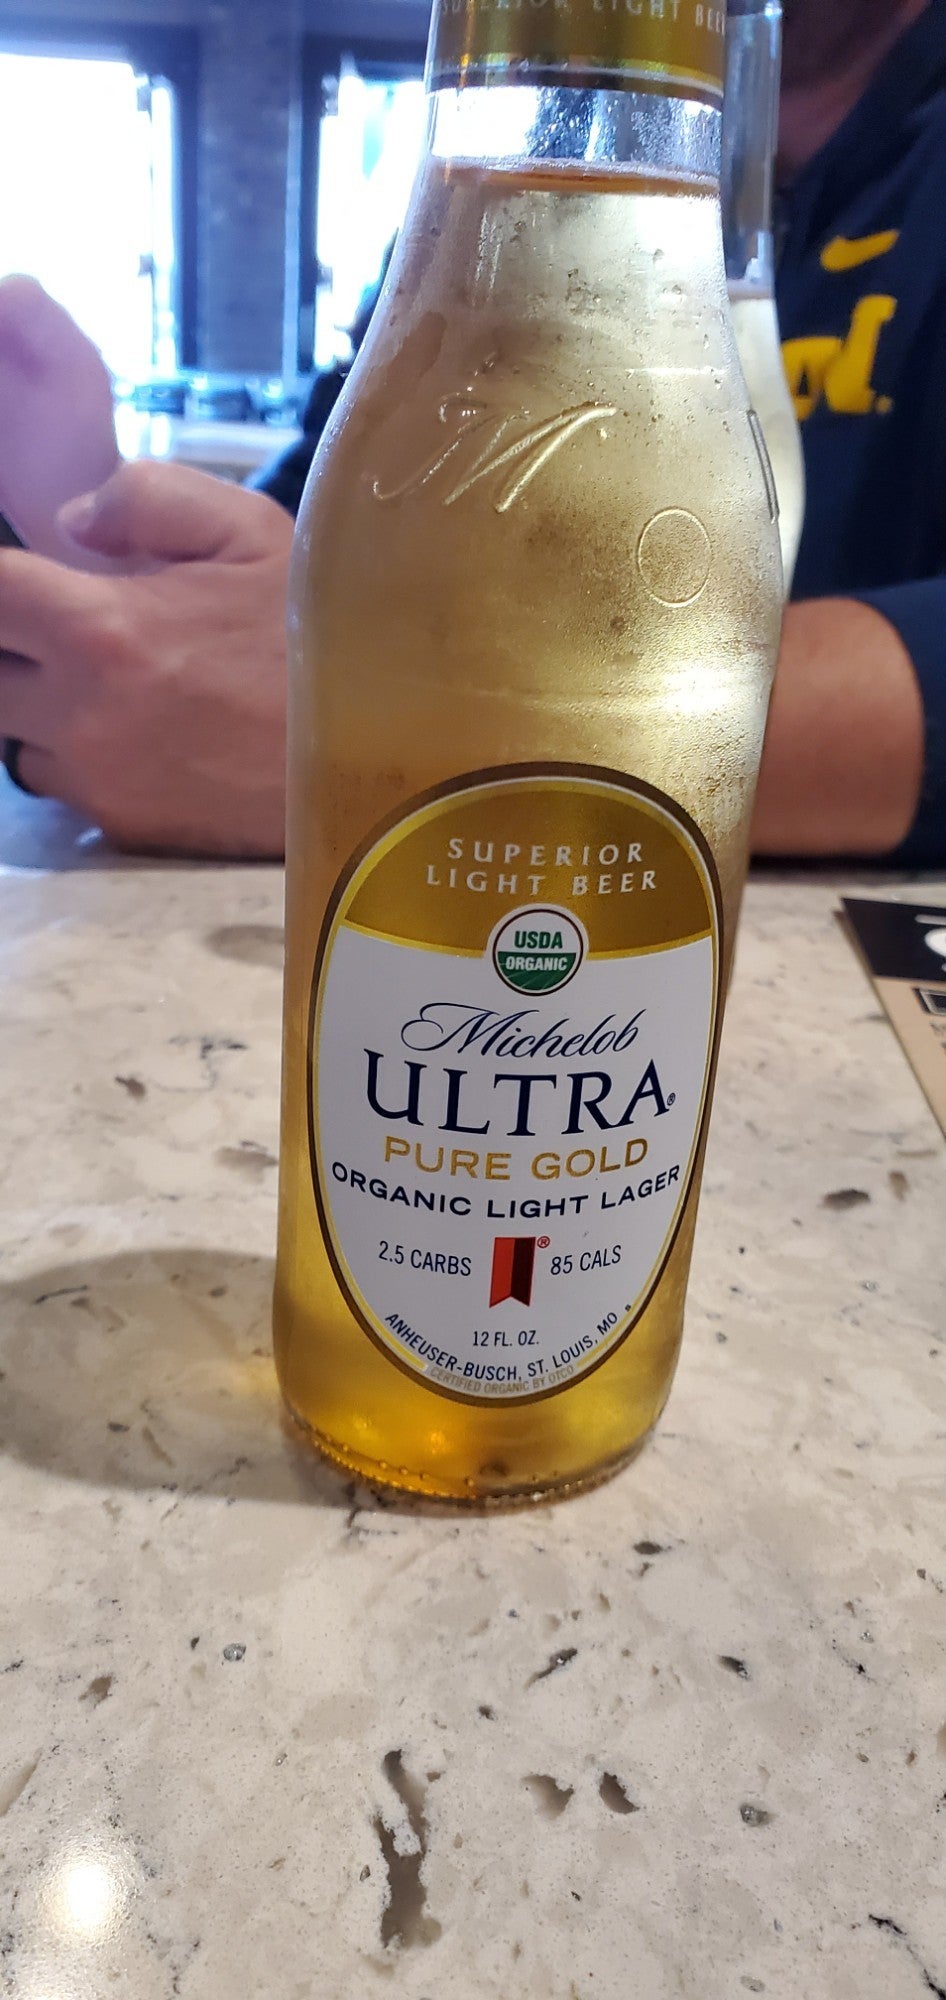 SUPERIOR LIGHT BEER
M
SUPERIOR
LIGHT BEER
USDA
ORGANIC
Michelob
ULTRA®
PURE GOLD
ORGANIC LIGHT LAGER
2.5 CARBS ® 85 CALS
12 FL. OZ.
ANHEUSER-BUSCH, ST. LOUIS, MO
CERTIFIED ORGANIC BY OTCO